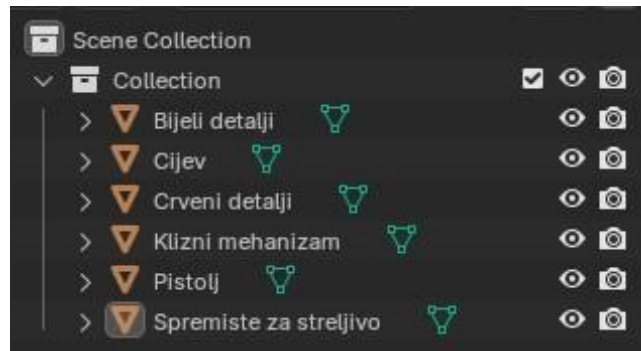 Scene Collection
Collection
Bijeli detalji
Cijev
Crveni detalji
Klizni mehanizam
Pistolj
Spremiste za streljivo